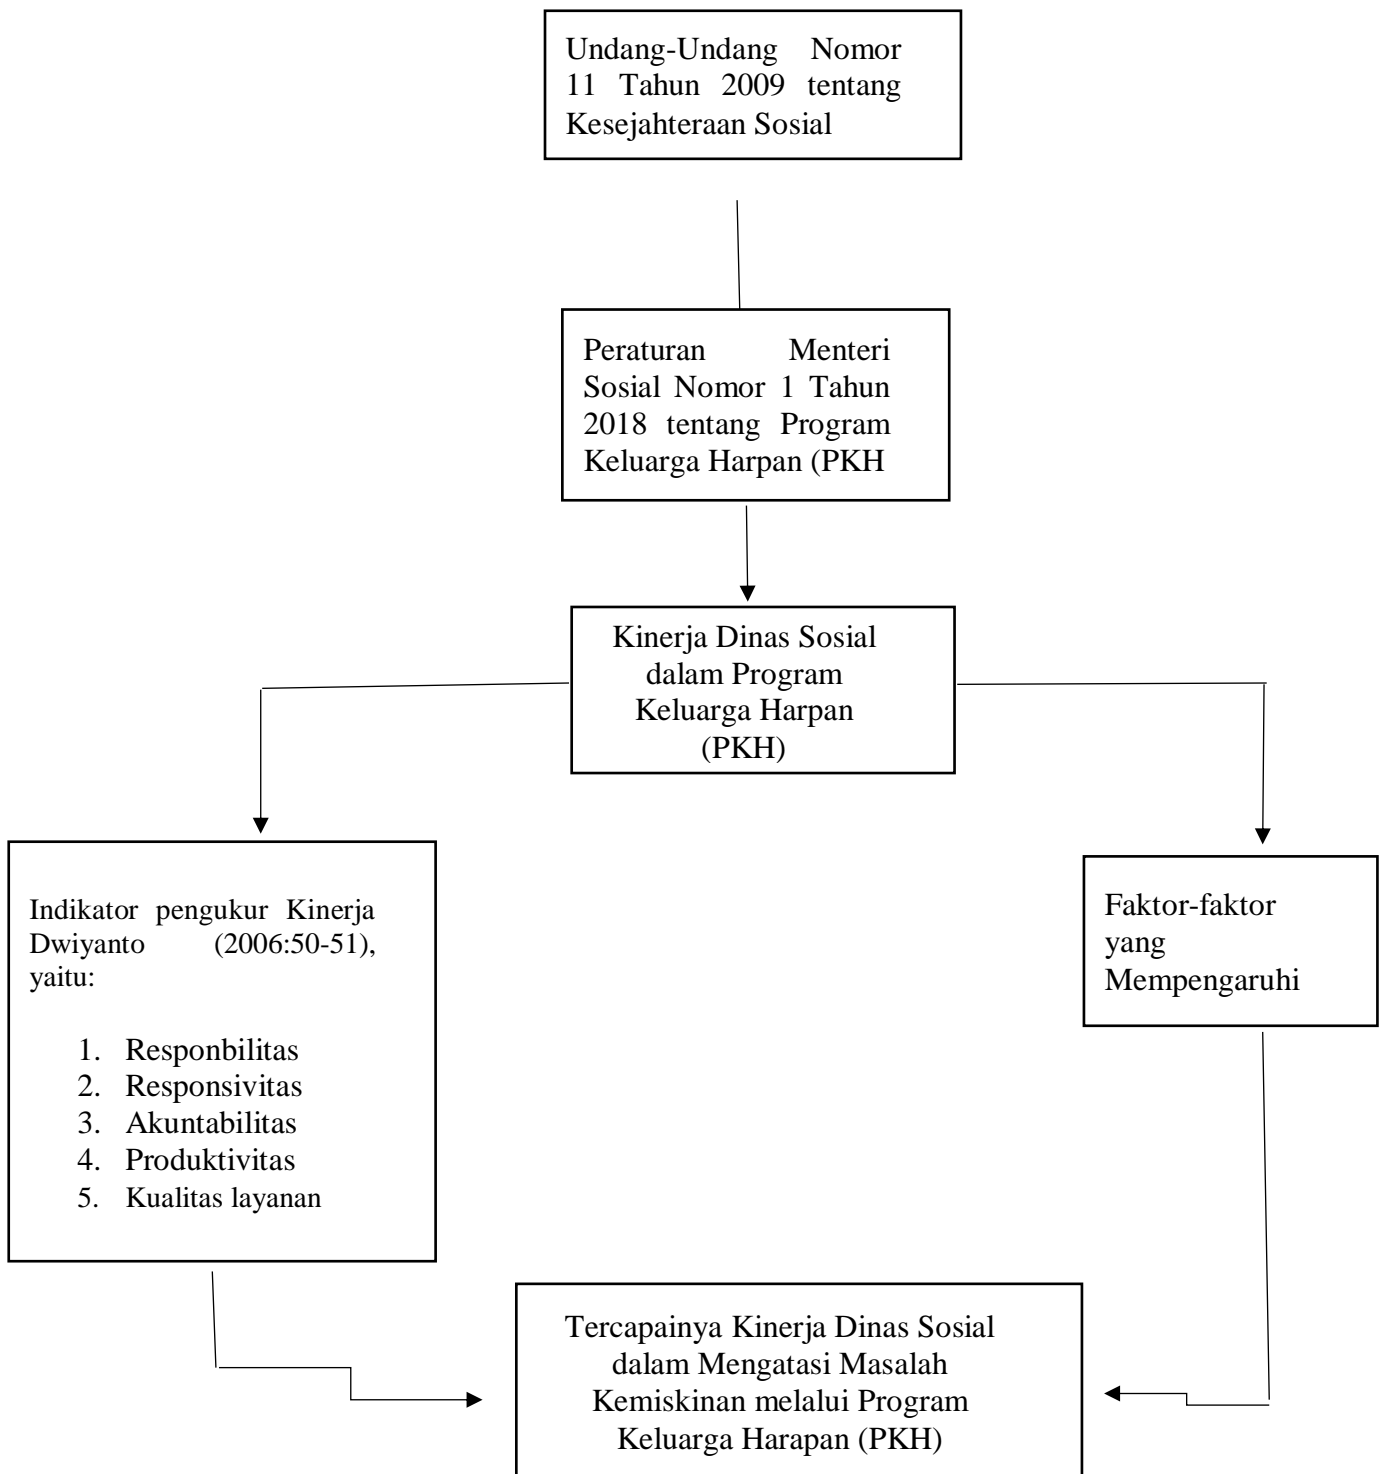 Undang-Undang Nomor
11 Tahun 2009 tentang
Kesejahteraan Sosial
Peraturan Menteri
Sosial Nomor 1 Tahun
2018 tentang Program
Keluarga Harpan (PKH
Kinerja Dinas Sosial
dalam Program
Keluarga Harpan
(PKH)
Indikator pengukur Kinerja
Dwiyanto (2006:50-51),
yaitu:
1. Responbilitas
2. Responsivitas
3. Akuntabilitas
4. Produktivitas
5. Kualitas layanan
Faktor-faktor
yang
Mempengaruhi
Tercapainya Kinerja Dinas Sosial
dalam Mengatasi Masalah
Kemiskinan melalui Program
Keluarga Harapan (PKH)